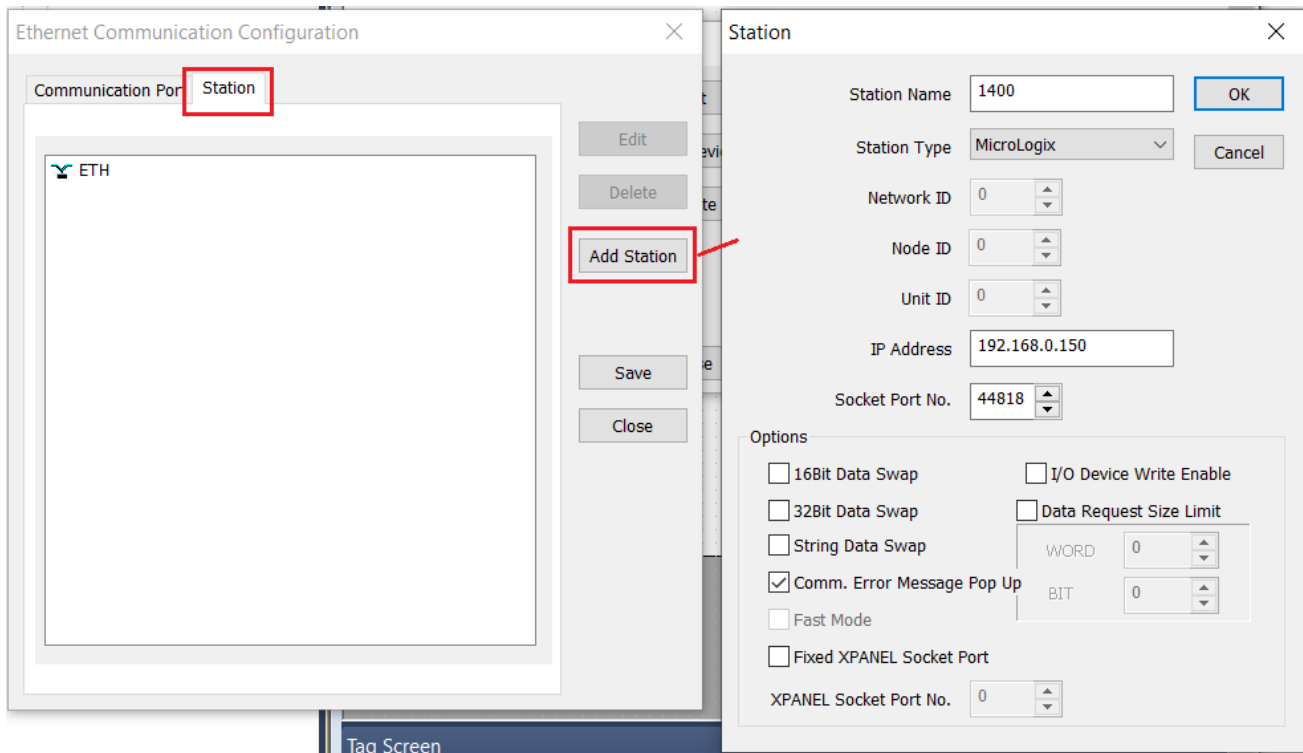 Ethernet Communication Configuration
Communication Por
Station
ETH
Edit
Delete
Add Station
Save
Close
Station
Station Name
1400
OK
Station Type
MicroLogix
Cancel
Network ID
0
Node ID
0
Unit ID
0
IP Address
192.168.0.150
Socket Port No.
44818
Options
16Bit Data Swap
I/O Device Write Enable
32Bit Data Swap
Data Request Size Limit
String Data Swap
WORD
0
Comm. Error Message Pop Up
BIT
0
Fast Mode
Fixed XPANEL Socket Port
XPANEL Socket Port No.
0
Tag Screen